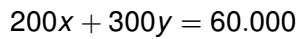 200x + 300y = 60.000